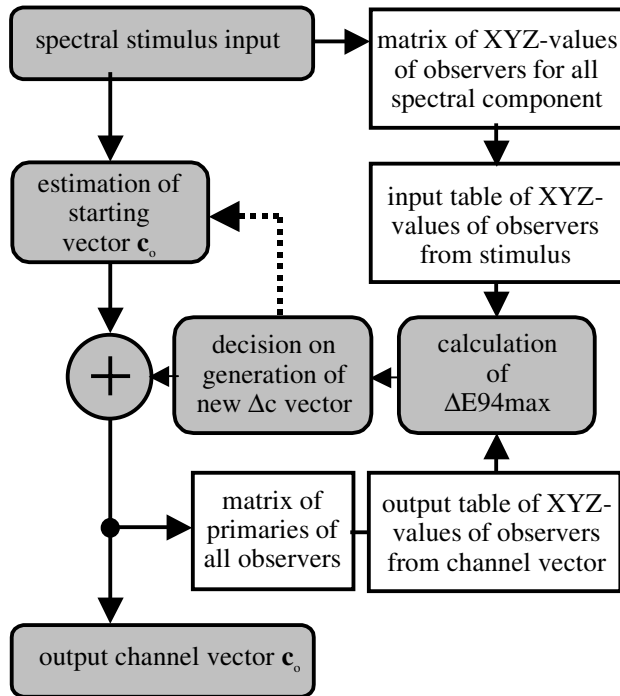 spectral stimulus input
matrix of XYZ-values
of observers for all
spectral component
estimation of
starting
vector c₀
input table of XYZ-
values of observers
from stimulus
+
decision on
generation of
new Δc vector
calculation
of
ΔE94max
matrix of
primaries of
all observers
output table of XYZ-
values of observers
from channel vector
output channel vector c₀